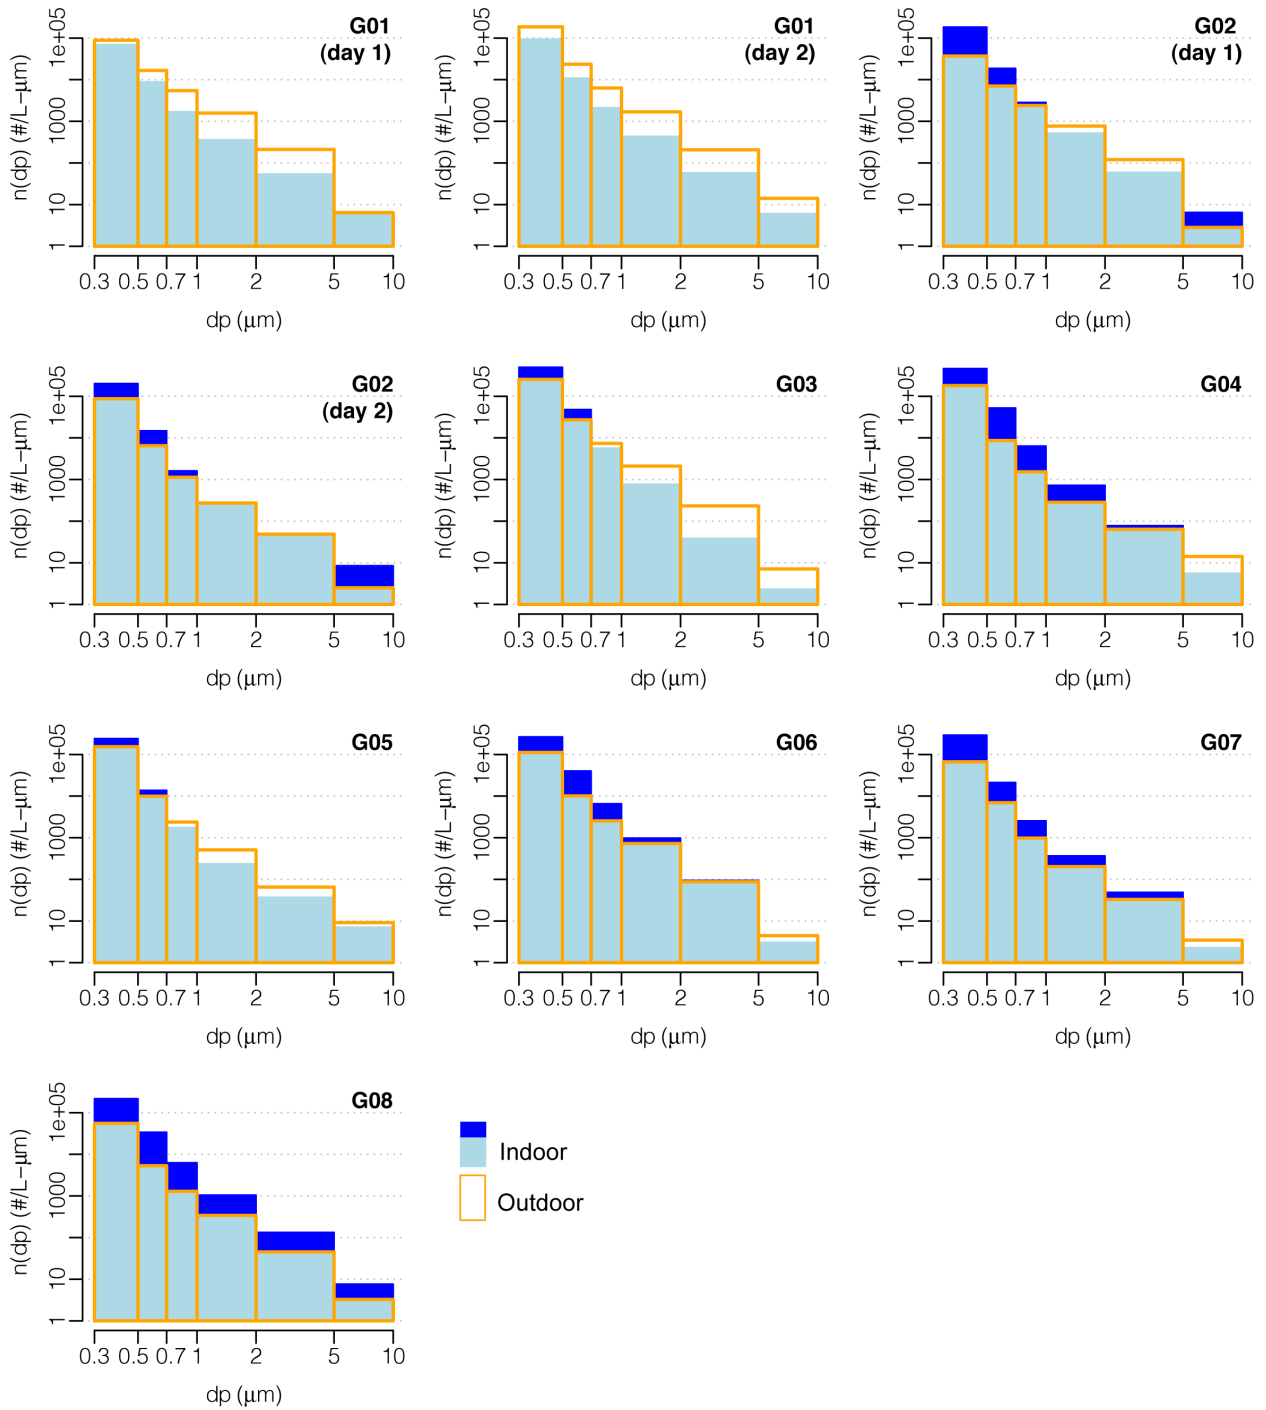 G01
(day 1)
n(dp) (#/L−μm)
1e+05
1000
10
1
0.3 0.5 0.7 1 2 5 10
dp (μm)
G01
(day 2)
n(dp) (#/L−μm)
1e+05
1000
10
1
0.3 0.5 0.7 1 2 5 10
dp (μm)
G02
(day 1)
n(dp) (#/L−μm)
1e+05
1000
10
1
0.3 0.5 0.7 1 2 5 10
dp (μm)
G02
(day 2)
n(dp) (#/L−μm)
1e+05
1000
10
1
0.3 0.5 0.7 1 2 5 10
dp (μm)
G03
n(dp) (#/L−μm)
1e+05
1000
10
1
0.3 0.5 0.7 1 2 5 10
dp (μm)
G04
n(dp) (#/L−μm)
1e+05
1000
10
1
0.3 0.5 0.7 1 2 5 10
dp (μm)
G05
n(dp) (#/L−μm)
1e+05
1000
10
1
0.3 0.5 0.7 1 2 5 10
dp (μm)
G06
n(dp) (#/L−μm)
1e+05
1000
10
1
0.3 0.5 0.7 1 2 5 10
dp (μm)
G07
n(dp) (#/L−μm)
1e+05
1000
10
1
0.3 0.5 0.7 1 2 5 10
dp (μm)
G08
n(dp) (#/L−μm)
1e+05
1000
10
1
0.3 0.5 0.7 1 2 5 10
dp (μm)
Indoor
Outdoor